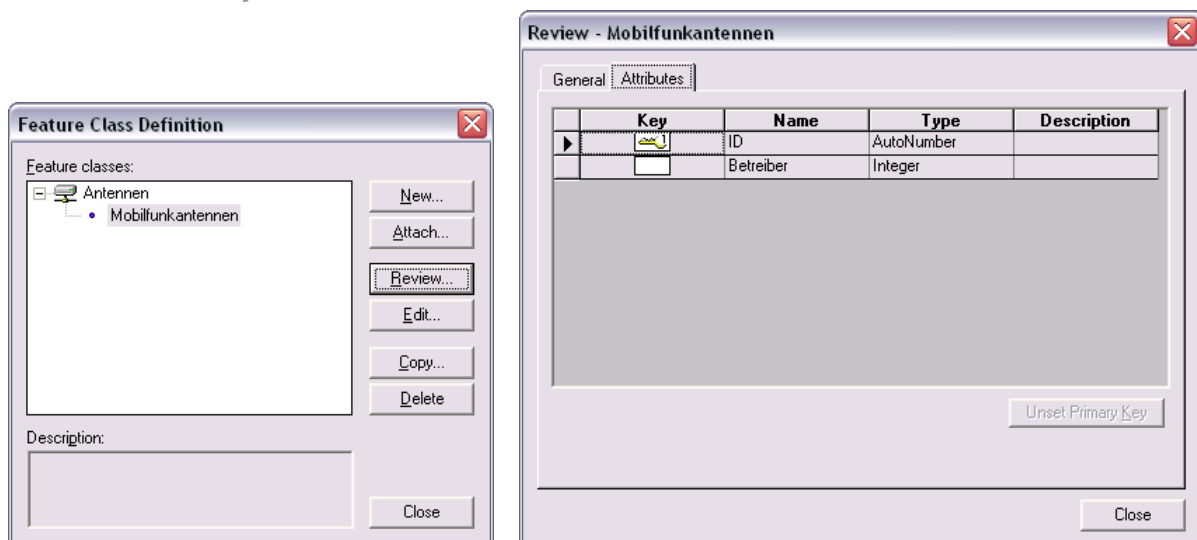 Feature Class Definition
Feature classes:
Antennen
Mobilfunkantennen
New...
Attach...
Review...
Edit...
Copy...
Delete
Description:
Close
Review - Mobilfunkantennen
General Attributes
Key Name Type Description
ID AutoNumber
Betreiber Integer
Unset Primary Key
Close